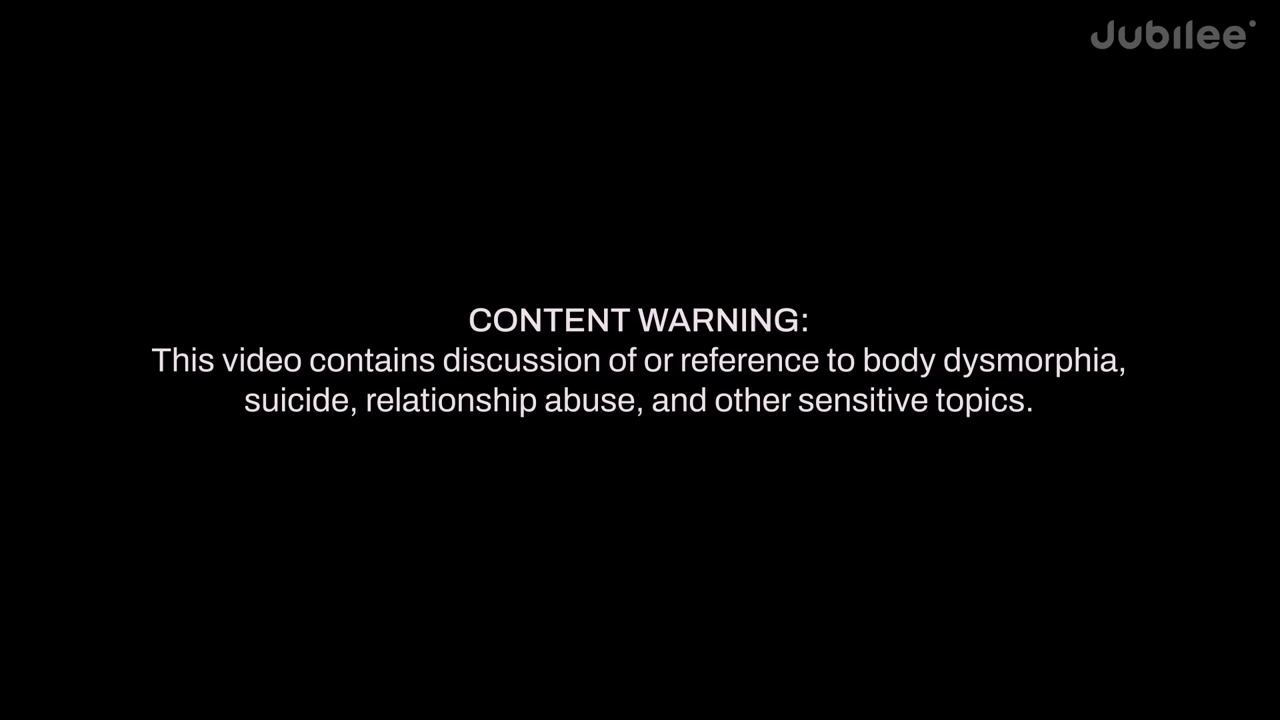 Jubilee
CONTENT WARNING:
This video contains discussion of or reference to body dysmorphia,
suicide, relationship abuse, and other sensitive topics.